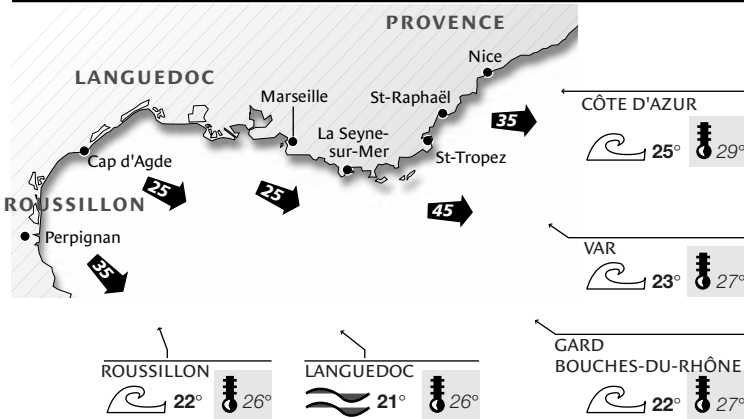 PROVENCE
Nice
LANGUEDOC
Marseille
St-Raphaël
CÔTE D'AZUR
35
La Seyne-
sur-Mer
25° 29°
Cap d'Agde
St-Tropez
25
25
ROUSSILLON
45
Perpignan
VAR
35
23° 27°
GARD
BOUCHES-DU-RHÔNE
22° 27°
ROUSSILLON
22° 26°
LANGUEDOC
21° 26°